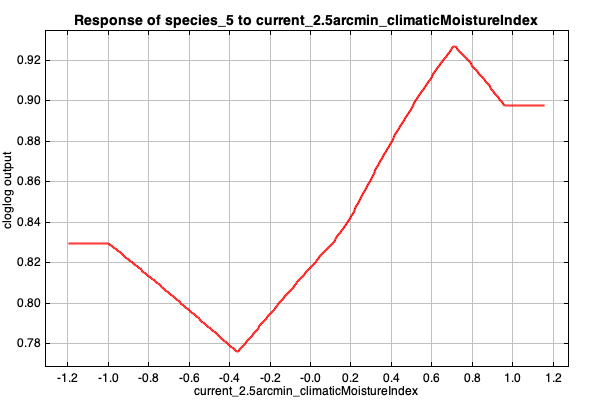 Response of species_5 to current_2.5arcmin_climaticMoistureIndex
cloglog output
0.92
0.90
0.88
0.86
0.84
0.82
0.80
0.78
-1.2 -1.0 -0.8 -0.6 -0.4 -0.2 -0.0 0.2 0.4 0.6 0.8 1.0 1.2
current_2.5arcmin_climaticMoistureIndex